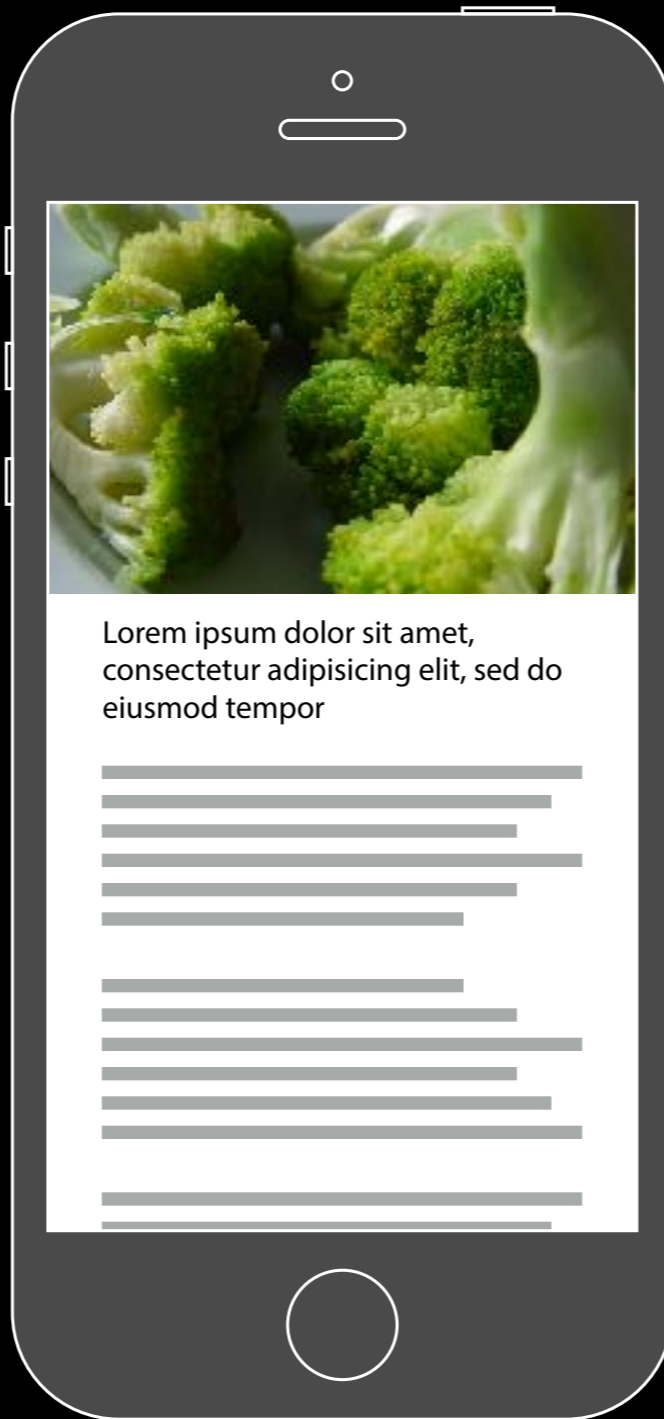 Lorem ipsum dolor sit amet,
consectetur adipisicing elit, sed do
eiusmod tempor